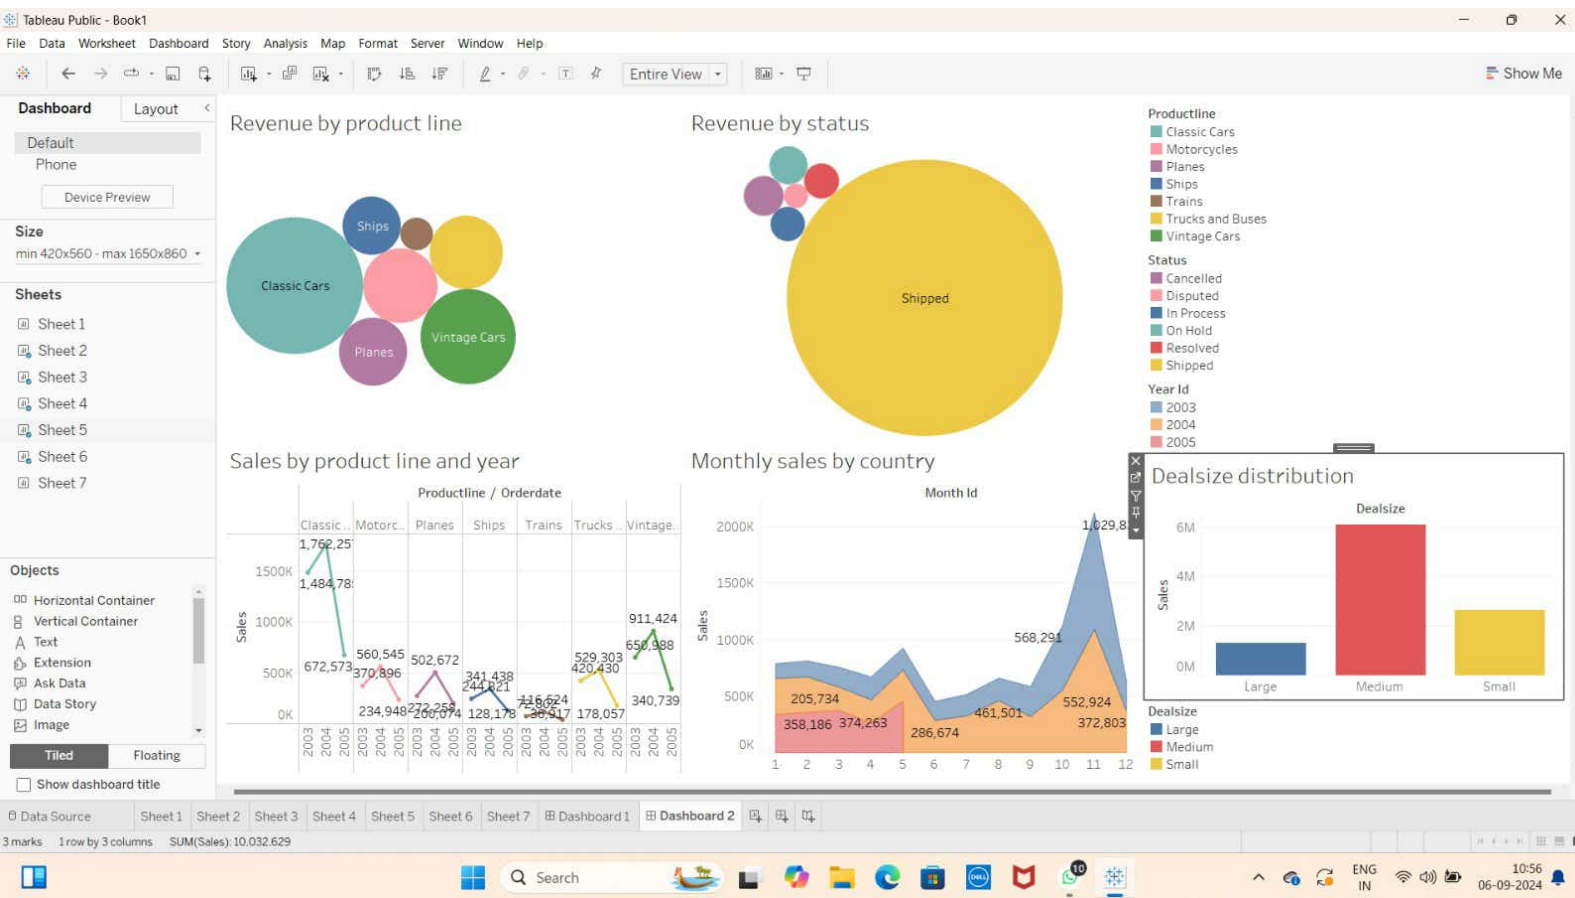 Tableau Public - Book1
File Data Worksheet Dashboard Story Analysis Map Format Server Window Help
Entire View
Show Me
Dashboard Layout
Default
Phone
Device Preview
Size
min 420x560 - max 1650x860
Sheets
Sheet 1
Sheet 2
Sheet 3
Sheet 4
Sheet 5
Sheet 6
Sheet 7
Objects
Horizontal Container
Vertical Container
Text
Extension
Ask Data
Data Story
Image
Tiled Floating
Show dashboard title
Revenue by product line
Ships
Classic Cars
Vintage Cars
Planes
Revenue by status
Shipped
Productline
Classic Cars
Motorcycles
Planes
Ships
Trains
Trucks and Buses
Vintage Cars
Status
Cancelled
Disputed
In Process
On Hold
Resolved
Shipped
Year Id
2003
2004
2005
Sales by product line and year
Productline / Orderdate
Classic .. Motorc.. Planes Ships Trains Trucks .. Vintage..
1500K
1000K
500K
0K
Sales
1,762,25
1,484,78
672,573
560,545
370,896
234,948
502,672
272,258
200,074
341,438
244,821
128,178
116,524
72,802
36,917
529,303
420,430
178,057
911,424
650,988
340,739
2003 2004 2005 2003 2004 2005 2003 2004 2005 2003 2004 2005 2003 2004 2005 2003 2004 2005 2003 2004 2005
Monthly sales by country
Month Id
2000K
1500K
1000K
500K
0K
Sales
1,029,8
568,291
205,734
552,924
461,501
358,186 374,263
372,803
286,674
1 2 3 4 5 6 7 8 9 10 11 12
Dealsize distribution
Dealsize
6M
4M
2M
0M
Sales
Large Medium Small
Dealsize
Large
Medium
Small
Data Source Sheet 1 Sheet 2 Sheet 3 Sheet 4 Sheet 5 Sheet 6 Sheet 7 Dashboard 1 Dashboard 2
3 marks 1 row by 3 columns SUM(Sales): 10,032,629
Search
DELL
10
ENG
IN
10:56
06-09-2024